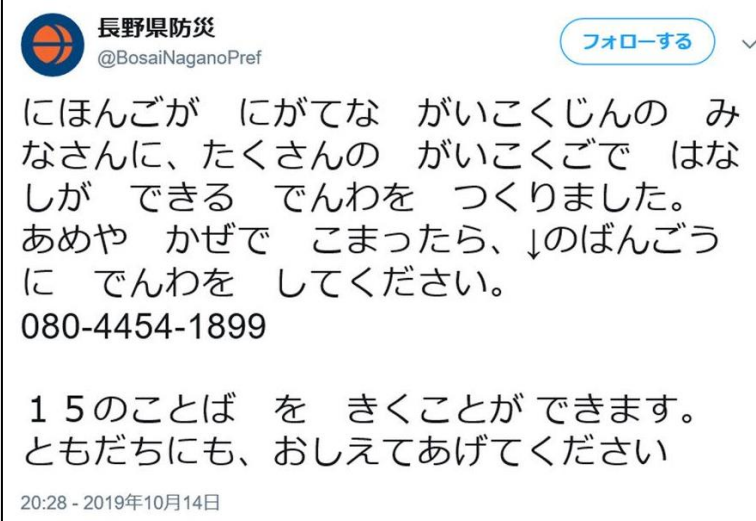 長野県防災
@BosaiNaganoPref
フォローする
にほんごが　にがてな　がいこくじんの　み
なさんに、たくさんの　がいこくごで　はな
しが　できる　でんわを　つくりました。
あめや　かぜで　こまったら、↓のばんごう
に　でんわを　してください。
080-4454-1899
１５のことば　を　きくことが できます。
ともだちにも、おしえてあげてください
20:28 - 2019年10月14日